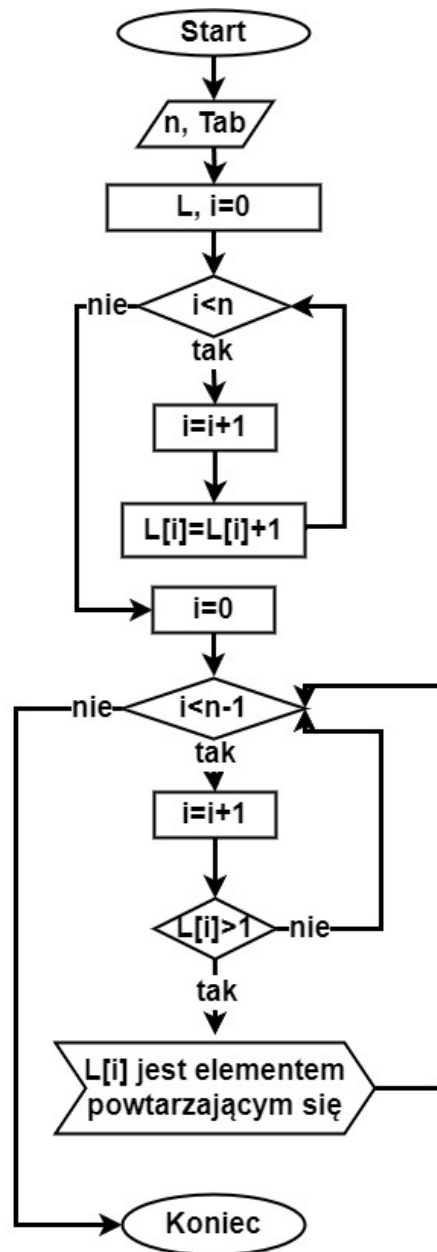 Start
n, Tab
L, i=0
nie
i<n
tak
i=i+1
L[i]=L[i]+1
i=0
nie
i<n-1
tak
i=i+1
L[i]>1
nie
tak
L[i] jest elementem
powtarzającym się
Koniec